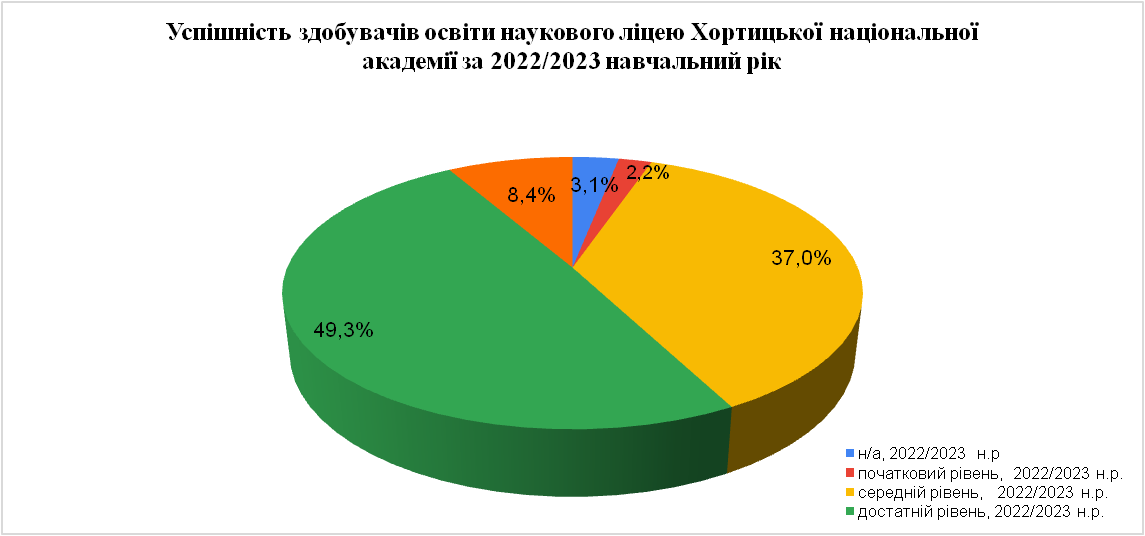 Успішність здобувачів освіти наукового ліцею Хортицької національної
академії за 2022/2023 навчальний рік
3,1%
2,2%
8,4%
37,0%
49,3%
н/а, 2022/2023 н.р
початковий рівень, 2022/2023 н.р.
середній рівень, 2022/2023 н.р.
достатній рівень, 2022/2023 н.р.